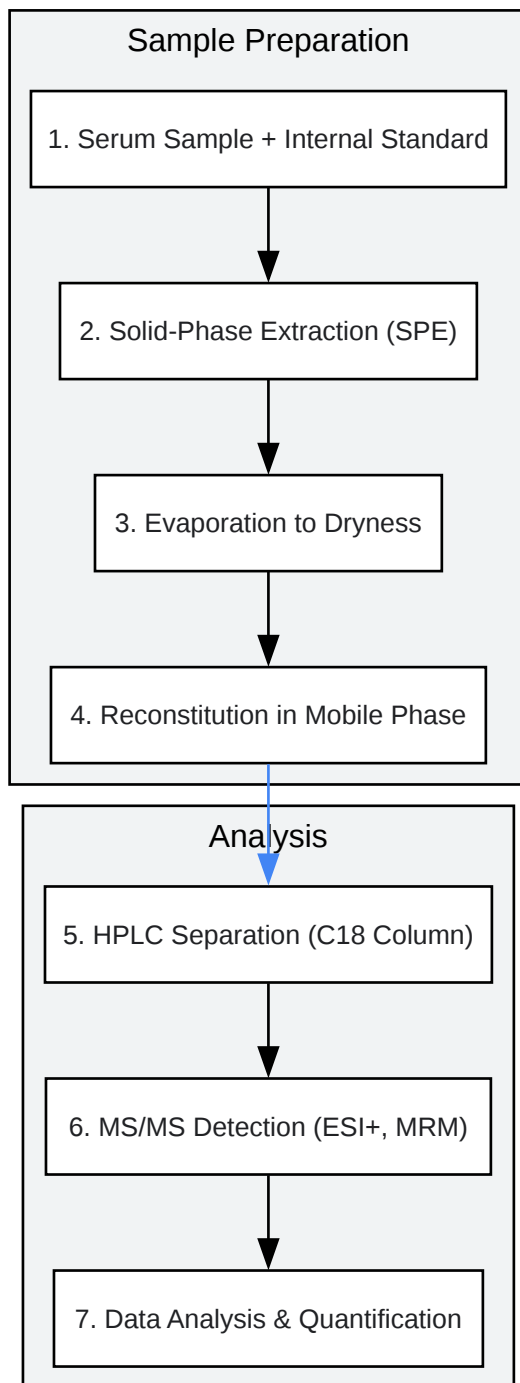 Sample Preparation
1. Serum Sample + Internal Standard
2. Solid-Phase Extraction (SPE)
3. Evaporation to Dryness
4. Reconstitution in Mobile Phase
Analysis
5. HPLC Separation (C18 Column)
6. MS/MS Detection (ESI+, MRM)
7. Data Analysis & Quantification